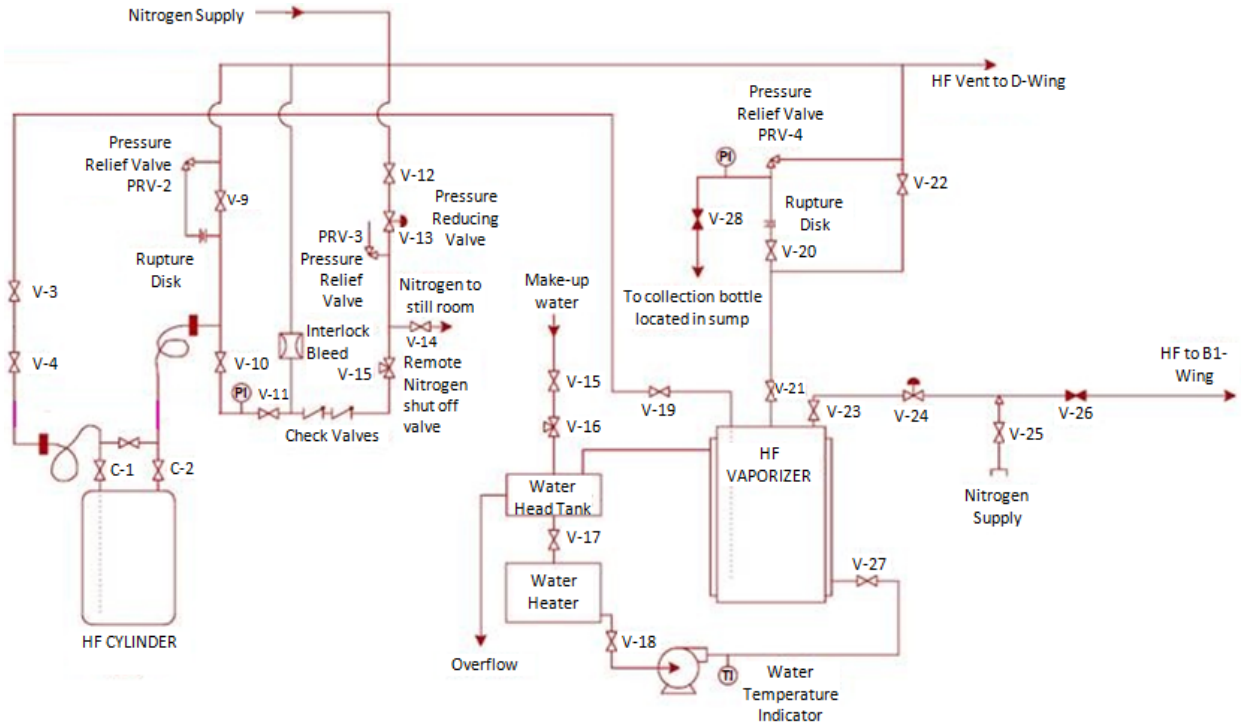 Nitrogen Supply
HF Vent to D-Wing
Pressure
Relief Valve
PRV-2
V-9
Rupture
Disk
V-3
V-4
V-10
PI
V-11
Interlock
Bleed
Check Valves
C-1
C-2
HF CYLINDER
V-12
Pressure
Reducing
Valve
V-13
PRV-3
Pressure
Relief
Valve
Nitrogen to
still room
V-14
V-15
Remote
Nitrogen
shut off
valve
Pressure
Relief Valve
PRV-4
PI
V-28
Rupture
Disk
V-20
V-22
To collection bottle
located in sump
Make-up
water
V-15
V-16
V-19
V-21
V-23
V-24
V-25
V-26
HF to B1-
Wing
Nitrogen
Supply
HF
VAPORIZER
Water
Head Tank
V-17
Water
Heater
V-18
Overflow
TI
Water
Temperature
Indicator
V-27